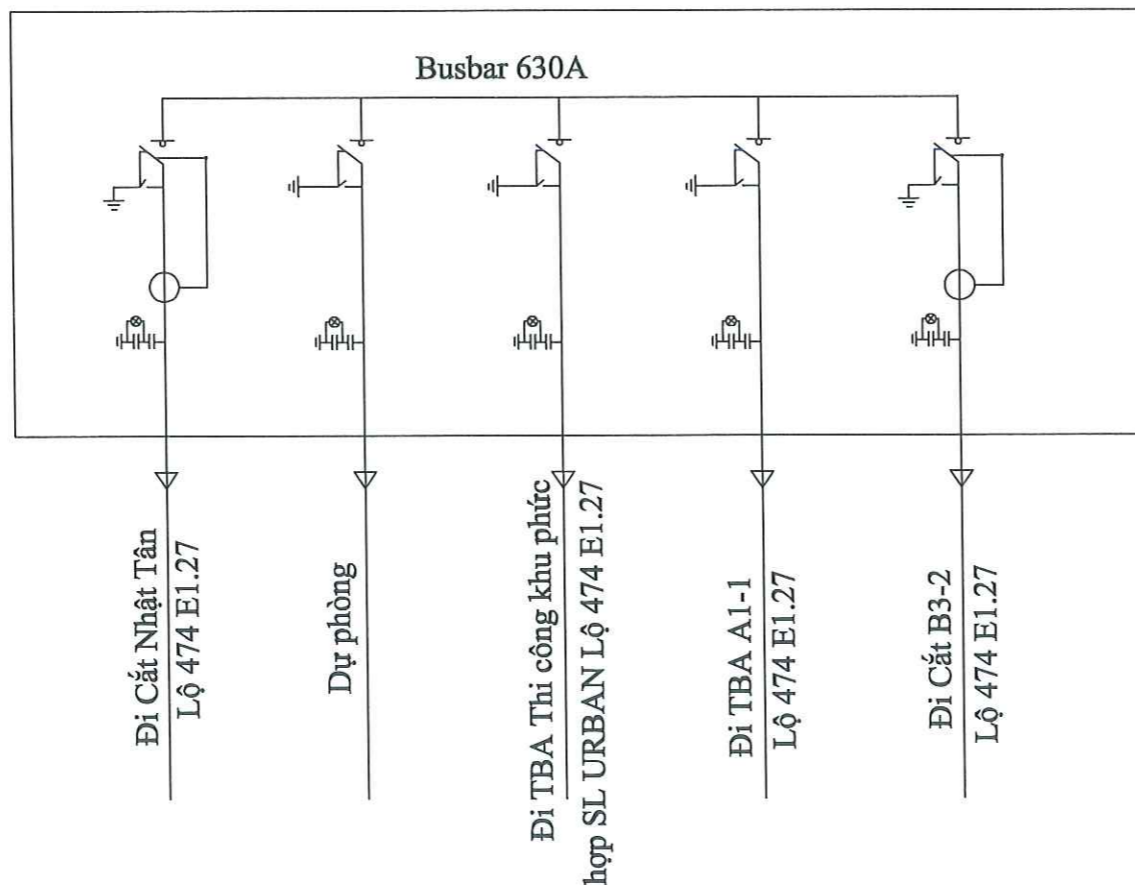 Busbar 630A
Đi Cắt Nhật Tân
Lộ 474 E1.27
Dự phòng
Đi TBA Thi công khu phức
hợp SL URBAN Lộ 474 E1.27
Đi TBA A1-1
Lộ 474 E1.27
Đi Cắt B3-2
Lộ 474 E1.27